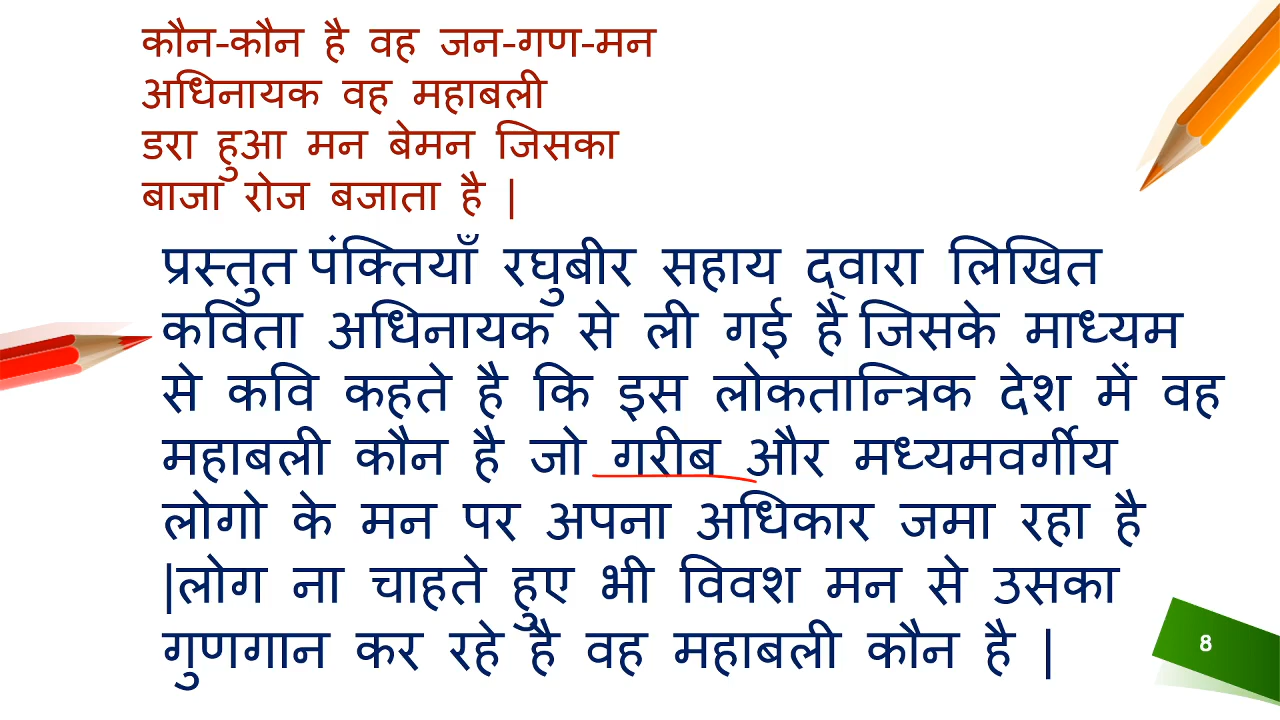 कौन-कौन है वह जन-गण-मन
अधिनायक वह महाबली
डरा हुआ मन बेमन जिसका
बाजा रोज बजाता है |
प्रस्तुत पंक्तियाँ रघुबीर सहाय द्वारा लिखित
कविता अधिनायक से ली गई है जिसके माध्यम
से कवि कहते है कि इस लोकतान्त्रिक देश में वह
महाबली कौन है जो गरीब और मध्यमवर्गीय
लोगो के मन पर अपना अधिकार जमा रहा है
|लोग ना चाहते हुए भी विवश मन से उसका
गुणगान कर रहे है वह महाबली कौन है |
8